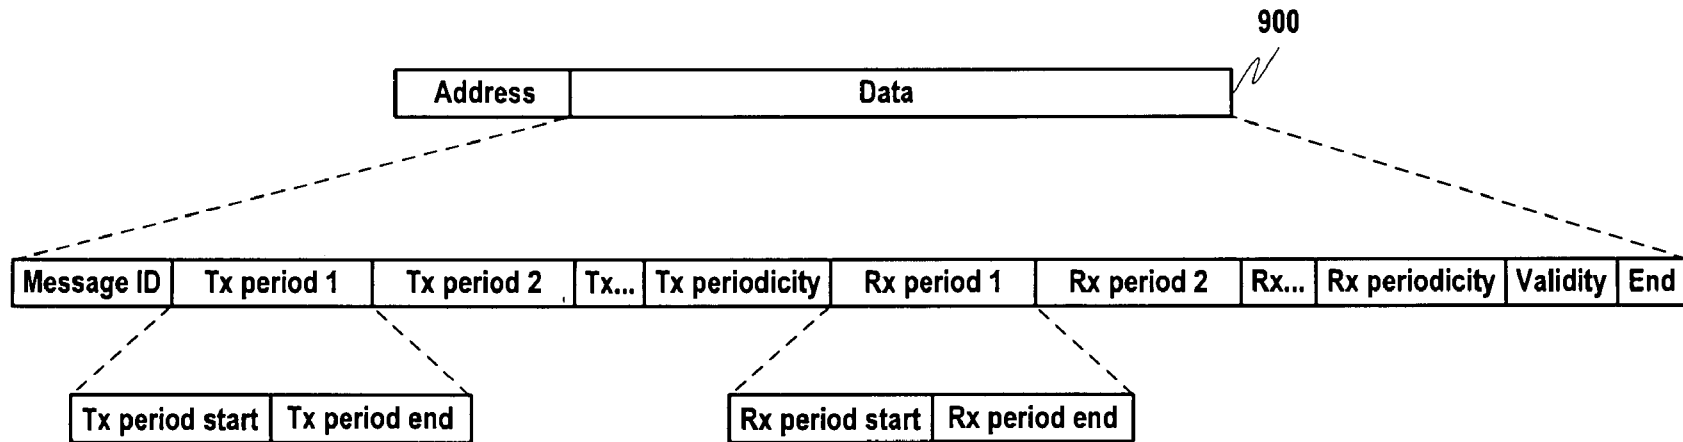 900
Address Data
Message ID Tx period 1 Tx period 2 Tx... Tx periodicity Rx period 1 Rx period 2 Rx... Rx periodicity Validity End
Tx period start Tx period end Rx period start Rx period end